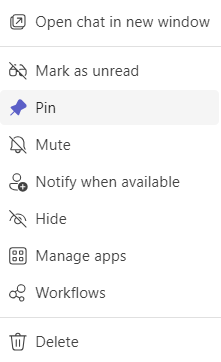 Open chat in new window
Mark as unread
Pin
Mute
Notify when available
Hide
Manage apps
Workflows
Delete